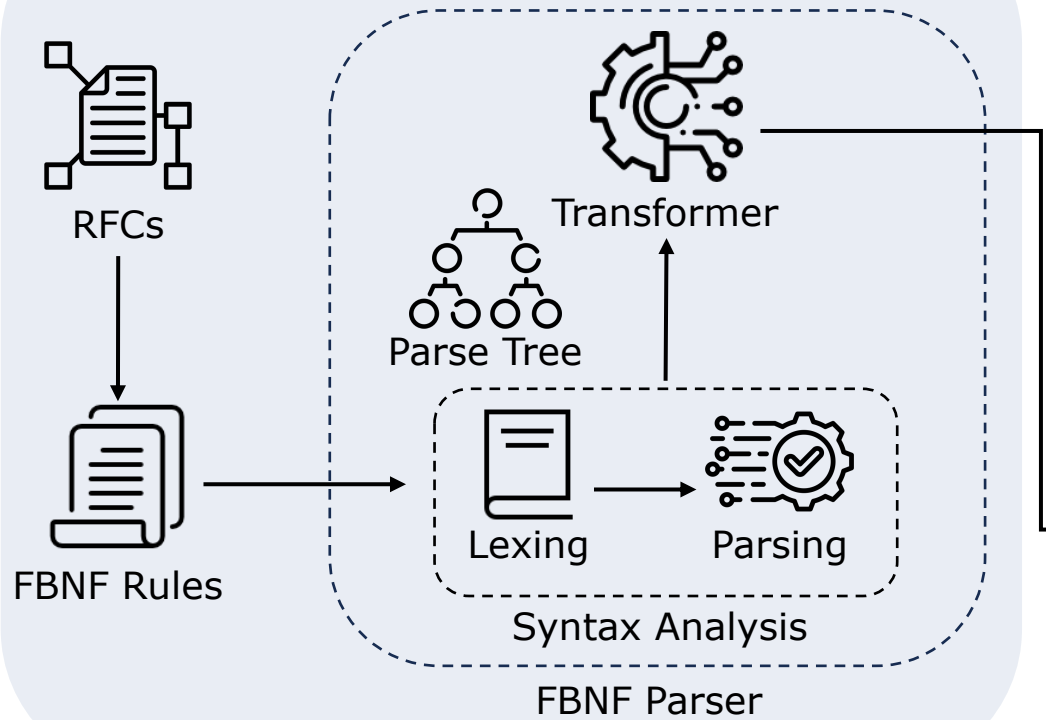 RFCs
Transformer
Parse Tree
Lexing
Parsing
FBNF Rules
Syntax Analysis
FBNF Parser